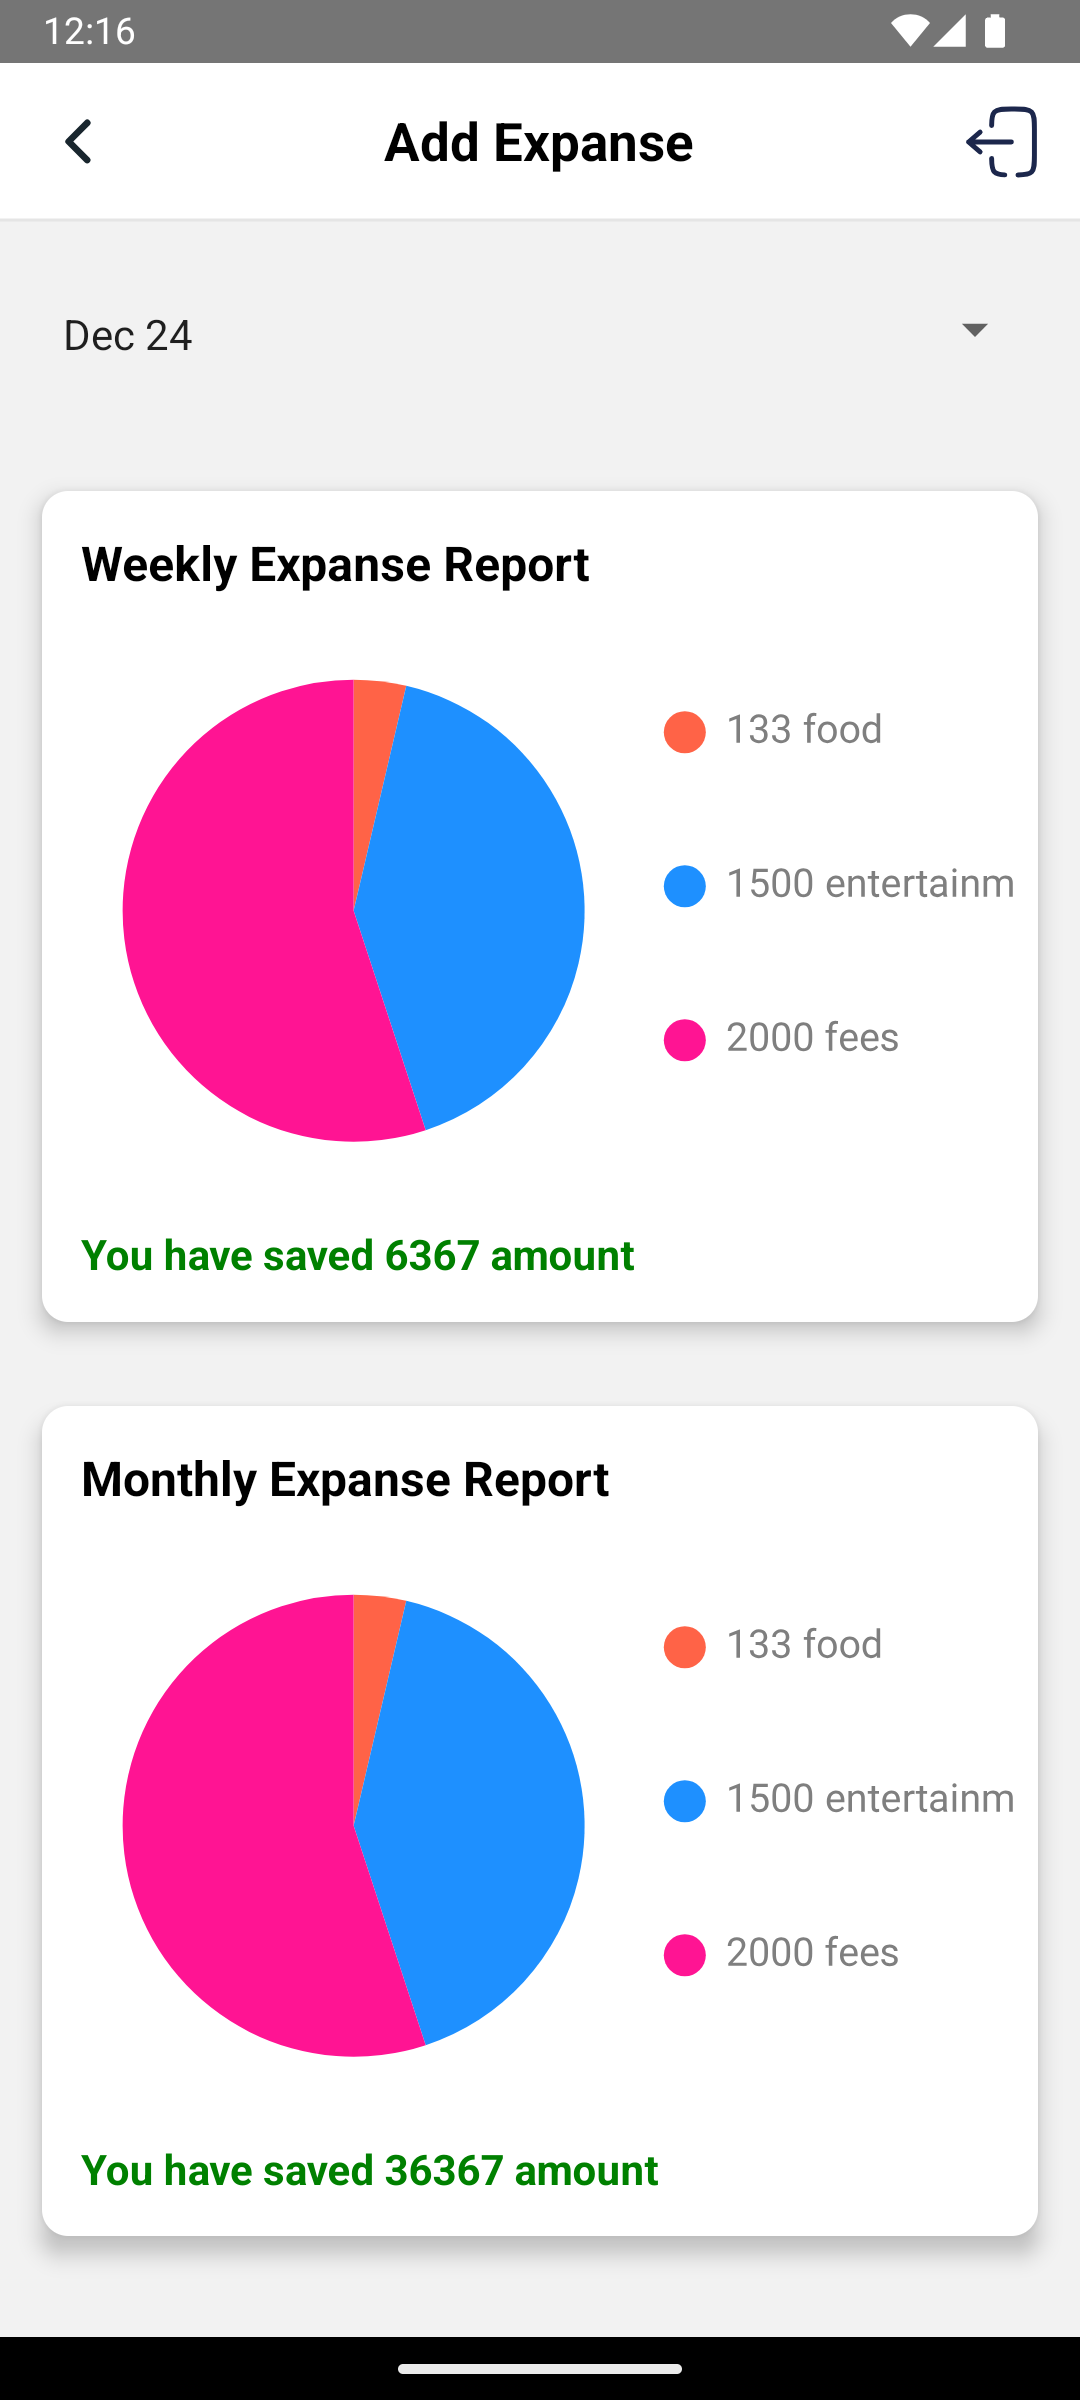 12:16
Add Expanse
Dec 24
Weekly Expanse Report
133 food
1500 entertainm
2000 fees
You have saved 6367 amount
Monthly Expanse Report
133 food
1500 entertainm
2000 fees
You have saved 36367 amount